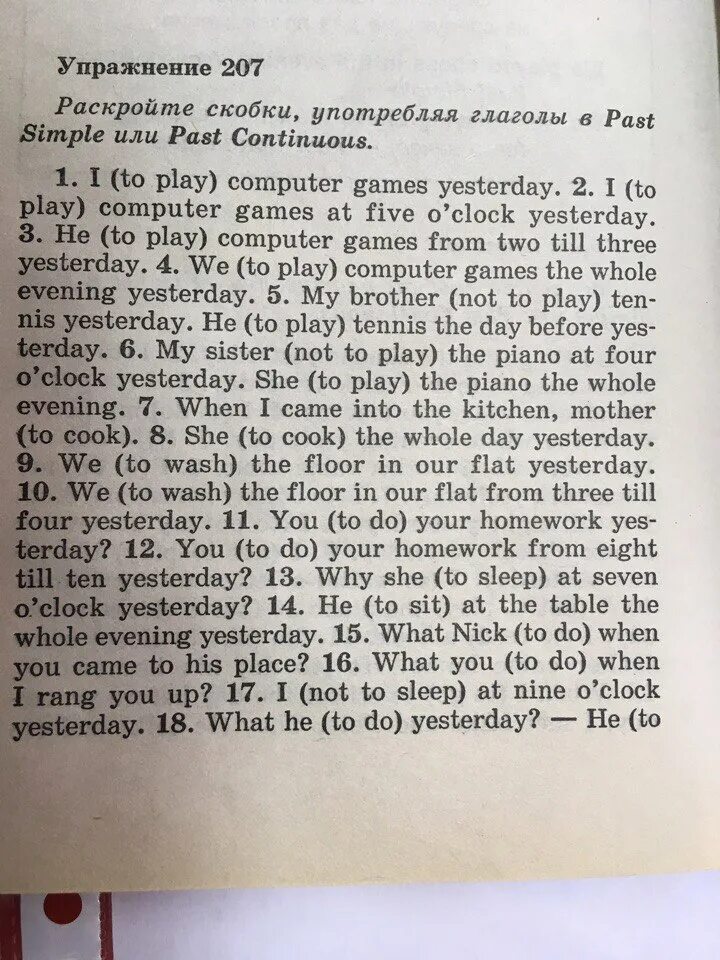 Упражнение 207
Раскройте скобки, употребляя глаголы в Past
Simple или Past Continuous.
1. I (to play) computer games yesterday. 2. I (to
play) computer games at five o'clock yesterday.
3. He (to play) computer games from two till three
yesterday. 4. We (to play) computer games the whole
evening yesterday. 5. My brother (not to play) ten-
nis yesterday. He (to play) tennis the day before yes-
terday. 6. My sister (not to play) the piano at four
o'clock yesterday. She (to play) the piano the whole
evening. 7. When I came into the kitchen, mother
(to cook). 8. She (to cook) the whole day yesterday.
9. We (to wash) the floor in our flat yesterday.
10. We (to wash) the floor in our flat from three till
four yesterday. 11. You (to do) your homework yes-
terday? 12. You (to do) your homework from eight
till ten yesterday? 13. Why she (to sleep) at seven
o'clock yesterday? 14. He (to sit) at the table the
whole evening yesterday. 15. What Nick (to do) when
you came to his place? 16. What you (to do) when
I rang you up? 17. I (not to sleep) at nine o'clock
yesterday. 18. What he (to do) yesterday? — He (to